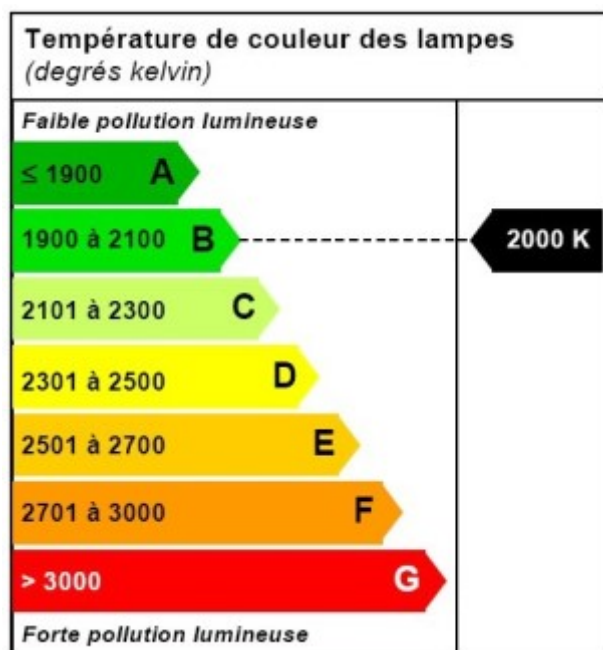 Température de couleur des lampes
(degrés kelvin)
Faible pollution lumineuse
≤ 1900 A
1900 à 2100 B 2000 K
2101 à 2300 C
2301 à 2500 D
2501 à 2700 E
2701 à 3000 F
> 3000 G
Forte pollution lumineuse